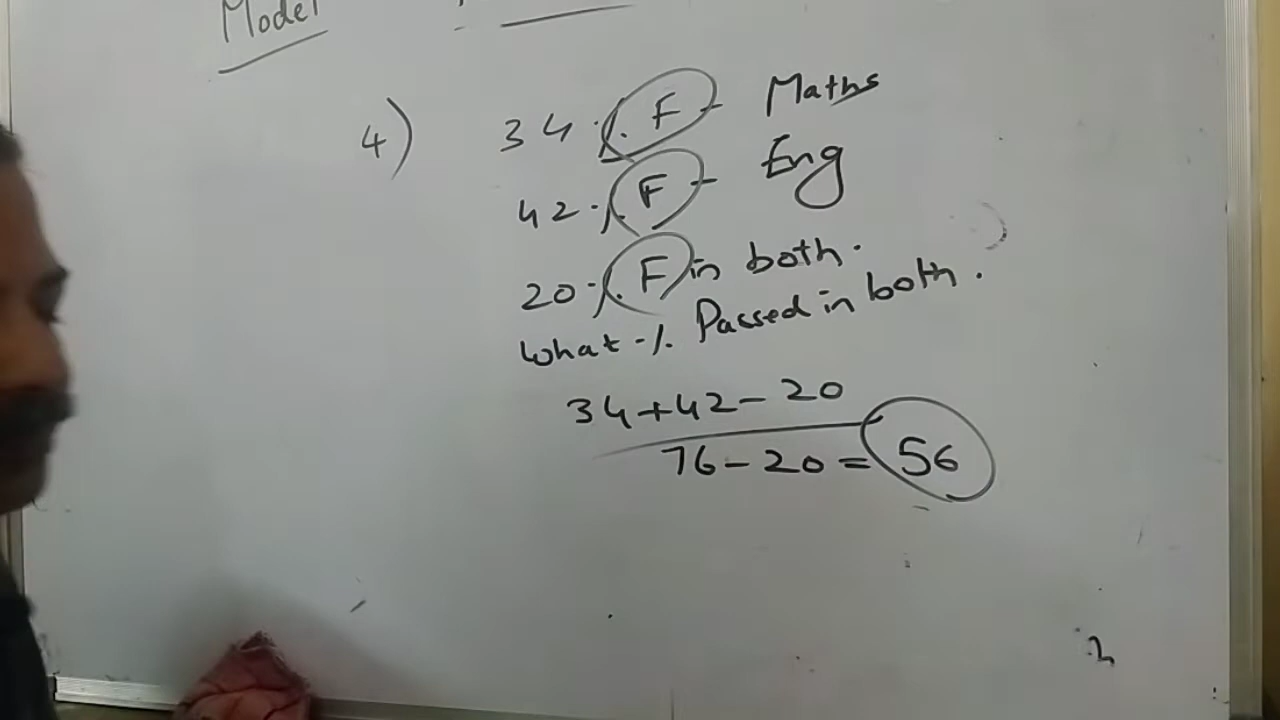 Model
4) 34%. F - Maths
42%. F - Eng
20%. F in both.
What %. Passed in both.
34+42-20
76-20=56